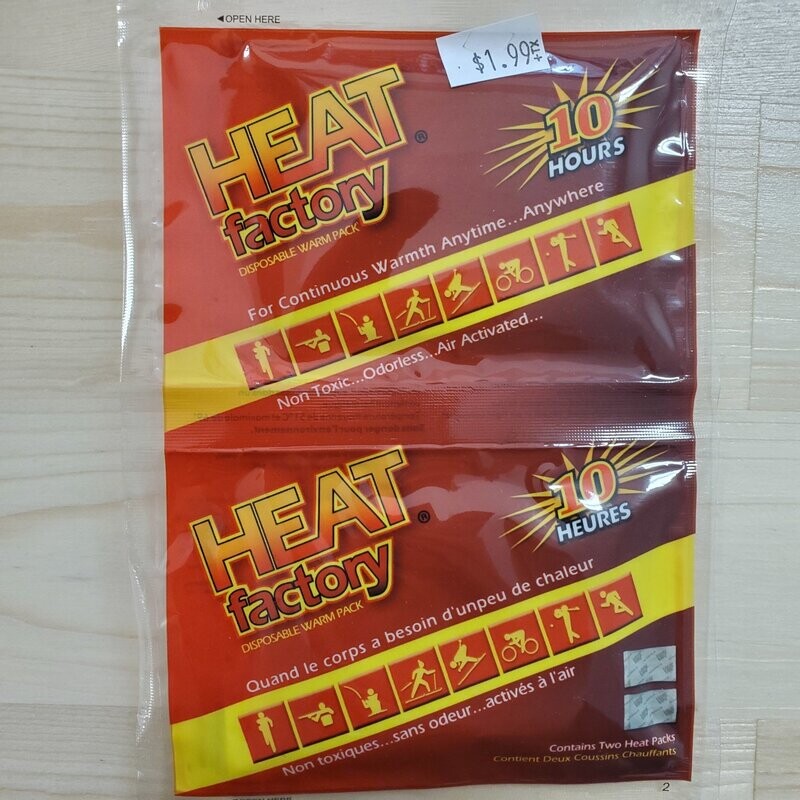 ◄OPEN HERE
$1.99
+TX
HEAT
factory®
DISPOSABLE WARM PACK
10
HOURS
For Continuous Warmth Anytime...Anywhere
Non Toxic...Odorless...Air Activated...
HEAT
factory®
DISPOSABLE WARM PACK
10
HEURES
Quand le corps a besoin d'unpeu de chaleur
Non toxiques...sans odeur...activés à l'air
Contains Two Heat Packs
Contient Deux Coussins Chauffants
2